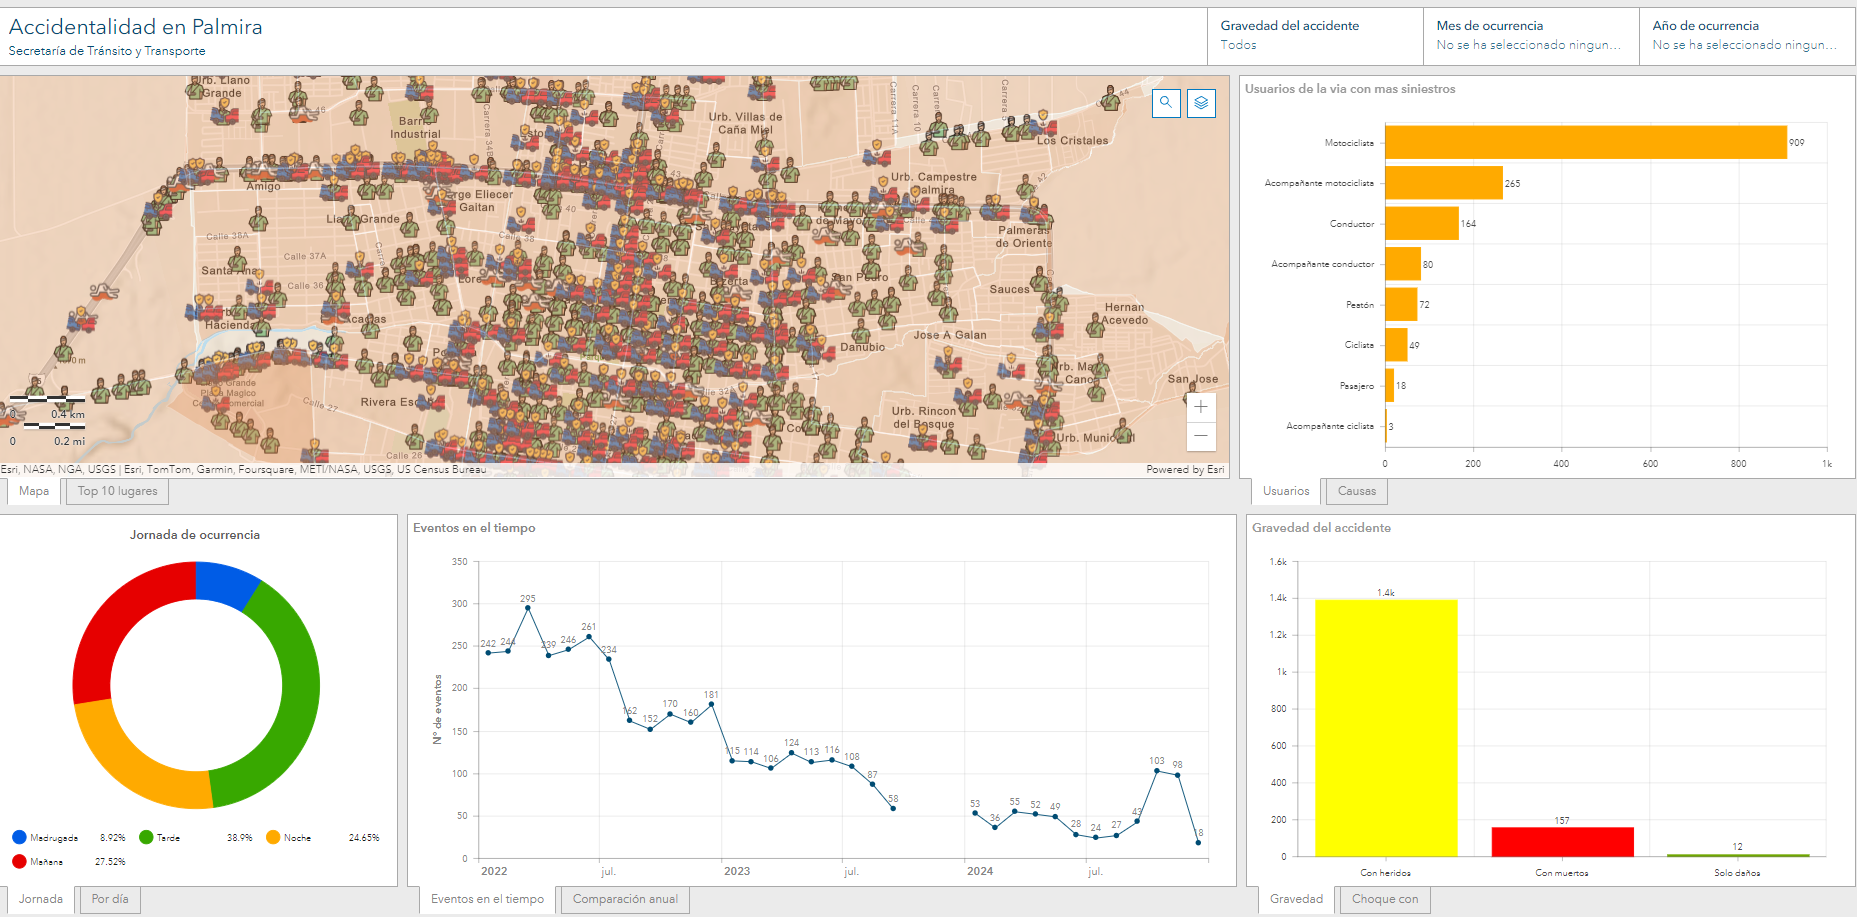 Accidentalidad en Palmira
Secretaría de Tránsito y Transporte
Gravedad del accidente
Todos
Mes de ocurrencia
No se ha seleccionado ningun...
Año de ocurrencia
No se ha seleccionado ningun...
Urb. Llano
Grande
Barrio
Industrial
Urb. Villas de
Caña Miel
Carrera 11A
Carrera 10
Los Cristales
Amigo
Jorge Eliecer
Gaitan
Urb. Campestre
Palmira
Calle 38A
Calle 37A
Calle 36
Calle 38
Palmeras
de Oriente
San Pedro
Sauces
Hernan
Acevedo
Hacienda
Jose A Galan
Danubio
San Jose
Rivera
Calle 27
Calle 26
Urb. Rincon
del Bosque
0.4 km
0 0.2 mi
Esri, NASA, NGA, USGS | Esri, TomTom, Garmin, Foursquare, METI/NASA, USGS, US Census Bureau
Powered by Esri
Mapa
Top 10 lugares
Usuarios de la via con mas siniestros
Motociclista 909
Acompañante motociclista 265
Conductor 164
Acompañante conductor 80
Peatón 72
Ciclista 49
Pasajero 18
Acompañante ciclista 3
0 200 400 600 800 1k
Usuarios
Causas
Jornada de ocurrencia
Madrugada 8.92% Tarde 38.9% Noche 24.65%
Mañana 27.52%
Jornada
Por día
Eventos en el tiempo
N° de eventos
350
300
250
200
150
100
50
0
242 244 295 239 246 261 234 162 152 170 160 181 115 114 106 124 113 116 108 87 58 53 36 55 52 49 28 24 27 43 103 98 18
2022 jul. 2023 jul. 2024 jul.
Eventos en el tiempo
Comparación anual
Gravedad del accidente
1.6k
1.4k
1.2k
1k
800
600
400
200
0
1.4k 157 12
Con heridos Con muertos Solo daños
Gravedad
Choque con